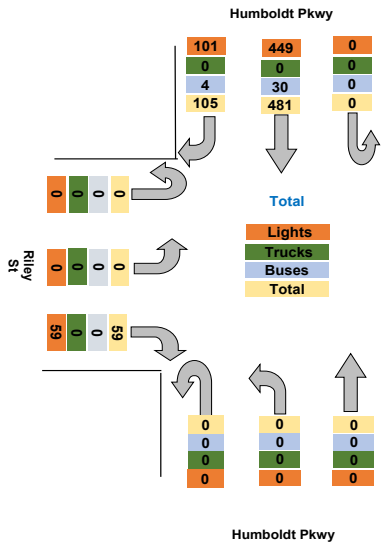 Humboldt Pkwy
101 449 0
0 0 0
4 30 0
105 481 0
0 0 0 0
Total
Lights
Trucks
Buses
Total
Riley St
0 0 0 0
59 0 0 59
0 0 0
0 0 0
0 0 0
0 0 0
Humboldt Pkwy